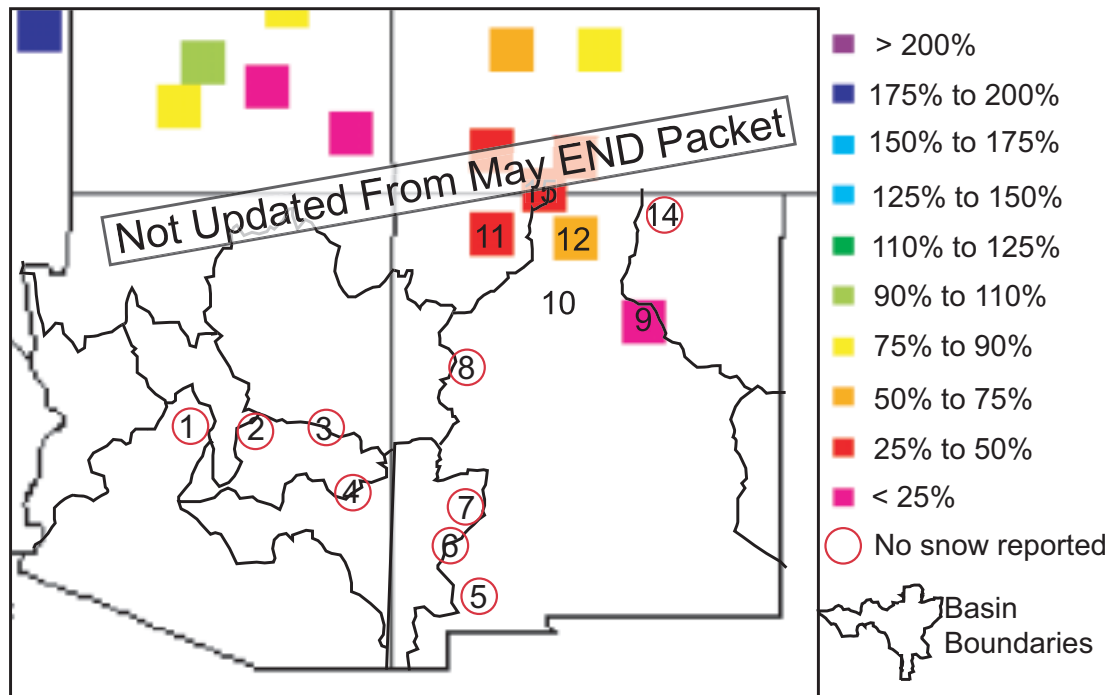 Not Updated From May END Packet
11
12
14
10
9
8
1
2
3
4
7
6
5
> 200%
175% to 200%
150% to 175%
125% to 150%
110% to 125%
90% to 110%
75% to 90%
50% to 75%
25% to 50%
< 25%
No snow reported
Basin
Boundaries